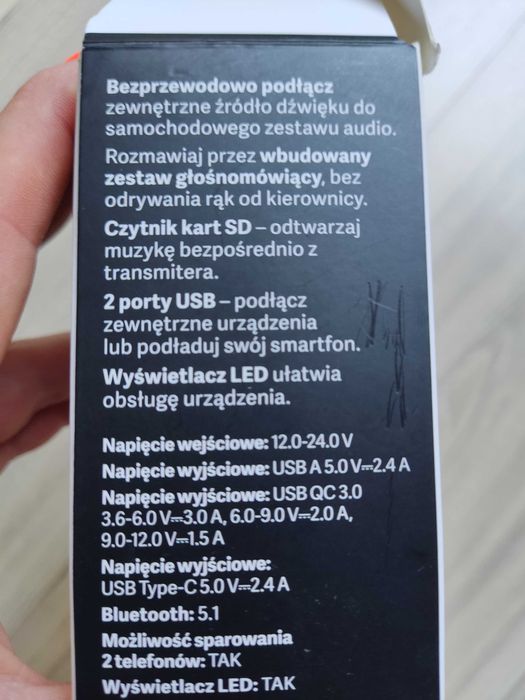 Bezprzewodowo podłącz
zewnętrzne źródło dźwięku do
samochodowego zestawu audio.
Rozmawiaj przez wbudowany
zestaw głośnomówiący, bez
odrywania rąk od kierownicy.
Czytnik kart SD – odtwarzaj
muzykę bezpośrednio z
transmitera.
2 porty USB – podłącz
zewnętrzne urządzenia
lub podładuj swój smartfon.
Wyświetlacz LED ułatwia
obsługę urządzenia.
Napięcie wejściowe: 12.0-24.0 V
Napięcie wyjściowe: USB A 5.0 V⎓2.4 A
Napięcie wyjściowe: USB QC 3.0
3.6-6.0 V⎓3.0 A, 6.0-9.0 V⎓2.0 A,
9.0-12.0 V⎓1.5 A
Napięcie wyjściowe:
USB Type-C 5.0 V⎓2.4 A
Bluetooth: 5.1
Możliwość sparowania
2 telefonów: TAK
Wyświetlacz LED: TAK